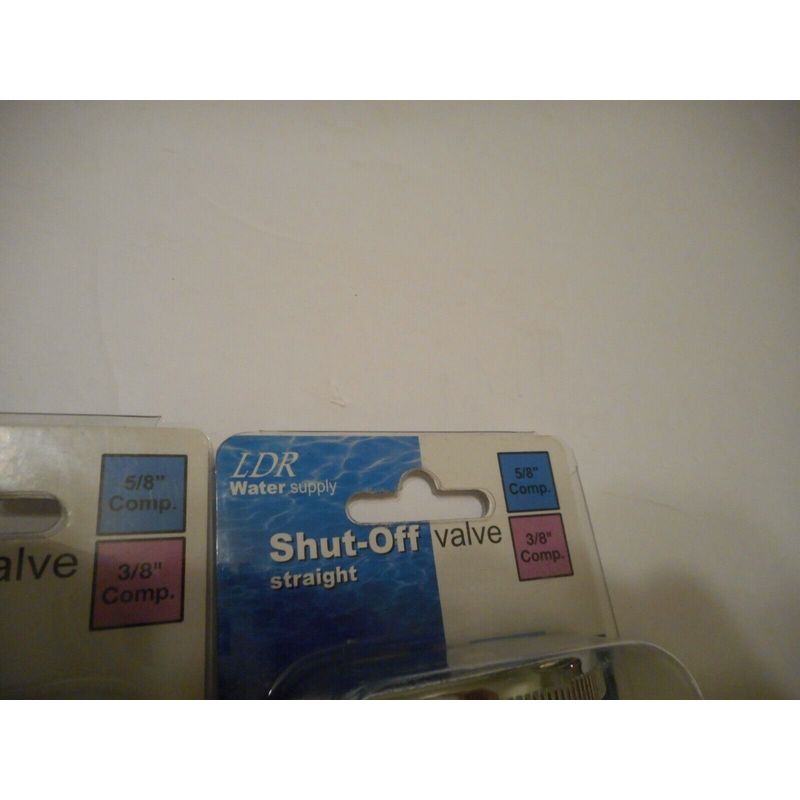 5/8"
Comp.
alve
3/8"
Comp.
LDR
Water supply
Shut-Off valve
straight
5/8"
Comp.
3/8"
Comp.